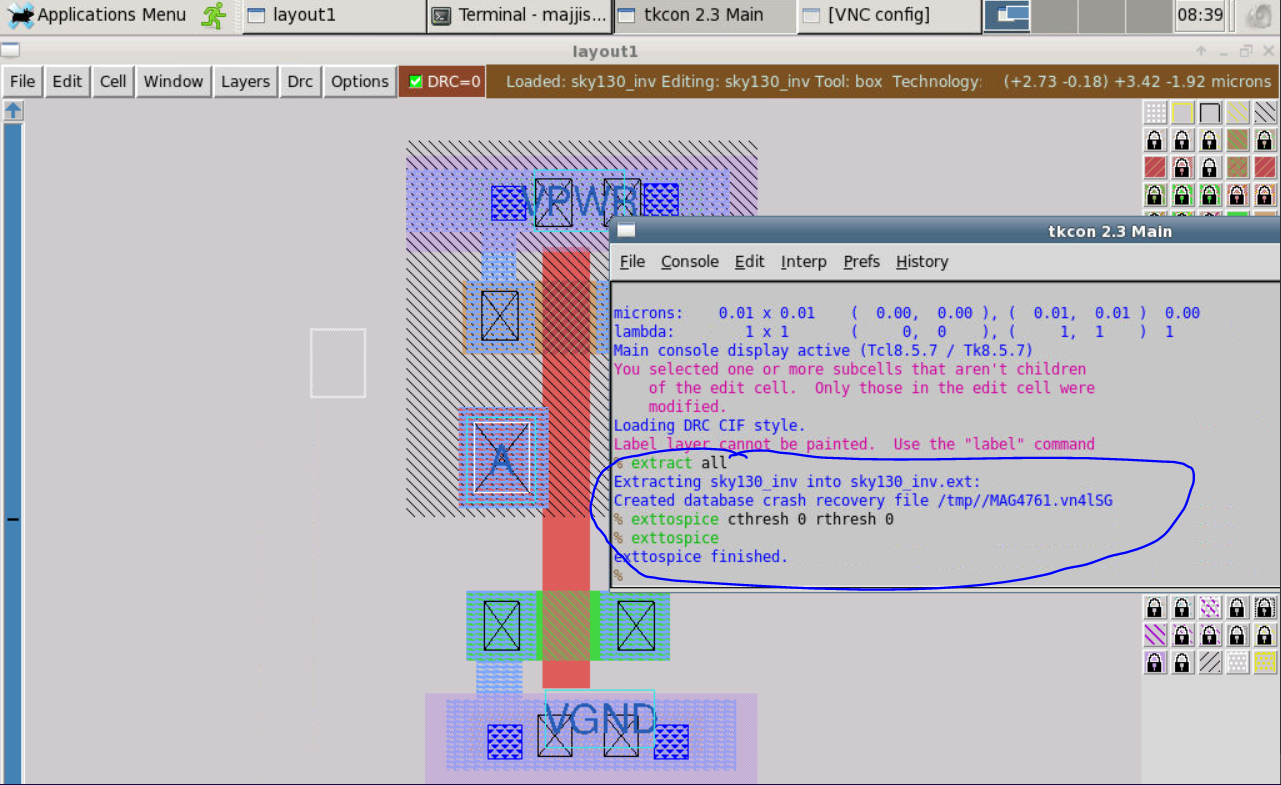 Applications Menu layout1 Terminal - majjis... tkcon 2.3 Main [VNC config] 08:39
layout1
File Edit Cell Window Layers Drc Options DRC=0 Loaded: sky130_inv Editing: sky130_inv Tool: box Technology: (+2.73 -0.18) +3.42 -1.92 microns
VPWR
tkcon 2.3 Main
File Console Edit Interp Prefs History
microns: 0.01 x 0.01 ( 0.00, 0.00 ), ( 0.01, 0.01 ) 0.00
lambda: 1 x 1 ( 0, 0 ), ( 1, 1 ) 1
Main console display active (Tcl8.5.7 / Tk8.5.7)
You selected one or more subcells that aren't children
of the edit cell. Only those in the edit cell were
modified.
Loading DRC CIF style.
Label layer cannot be painted. Use the "label" command
% extract all
Extracting sky130_inv into sky130_inv.ext:
Created database crash recovery file /tmp//MAG4761.vn4lSG
% exttospice cthresh 0 rthresh 0
% exttospice
exttospice finished.
%
A
VGND